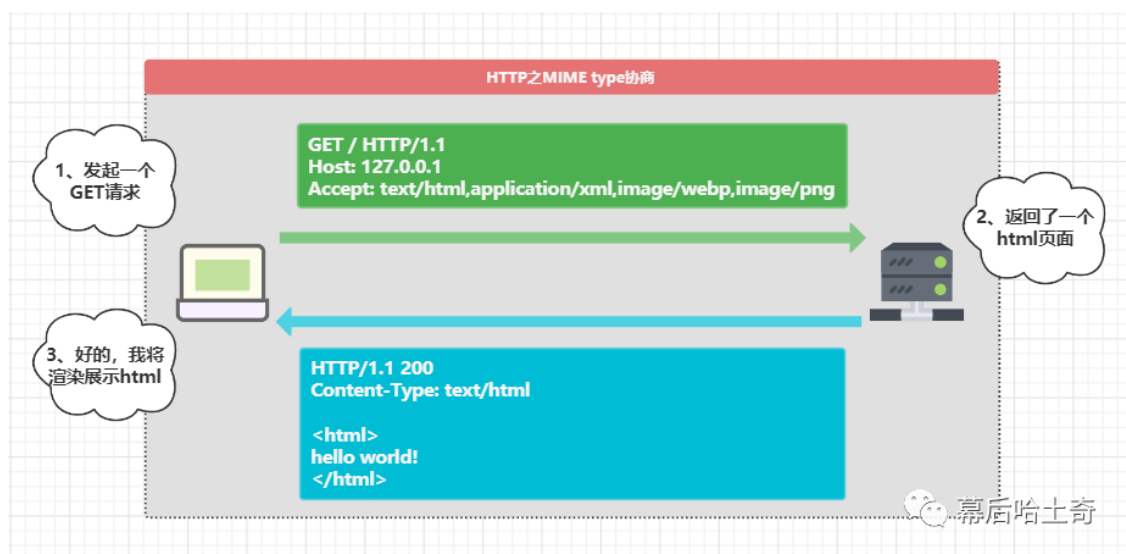 HTTP之MIME type协商
1、发起一个
GET请求
GET / HTTP/1.1
Host: 127.0.0.1
Accept: text/html,application/xml,image/webp,image/png
2、返回了一个
html页面
3、好的，我将
渲染展示html
HTTP/1.1 200
Content-Type: text/html
<html>
hello world!
</html>
幕后哈土奇